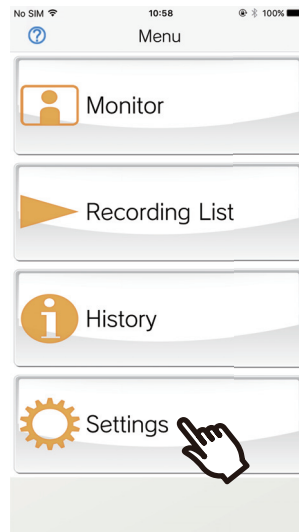 No SIM 10:58 100%
? Menu
Monitor
Recording List
i History
Settings